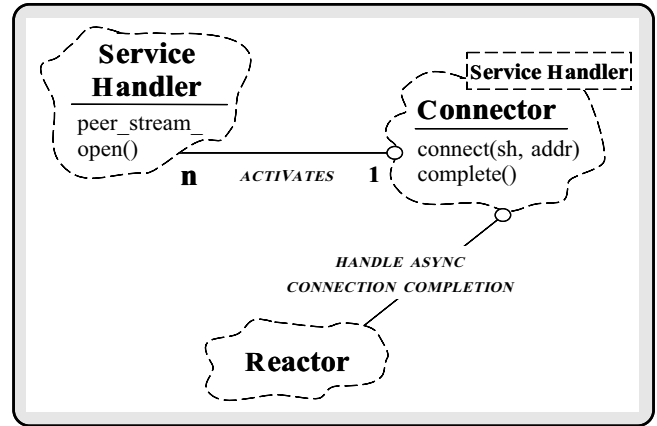 Service
Handler
peer_stream_
open()
Service Handler
Connector
connect(sh, addr)
complete()
n
ACTIVATES
1
HANDLE ASYNC
CONNECTION COMPLETION
Reactor